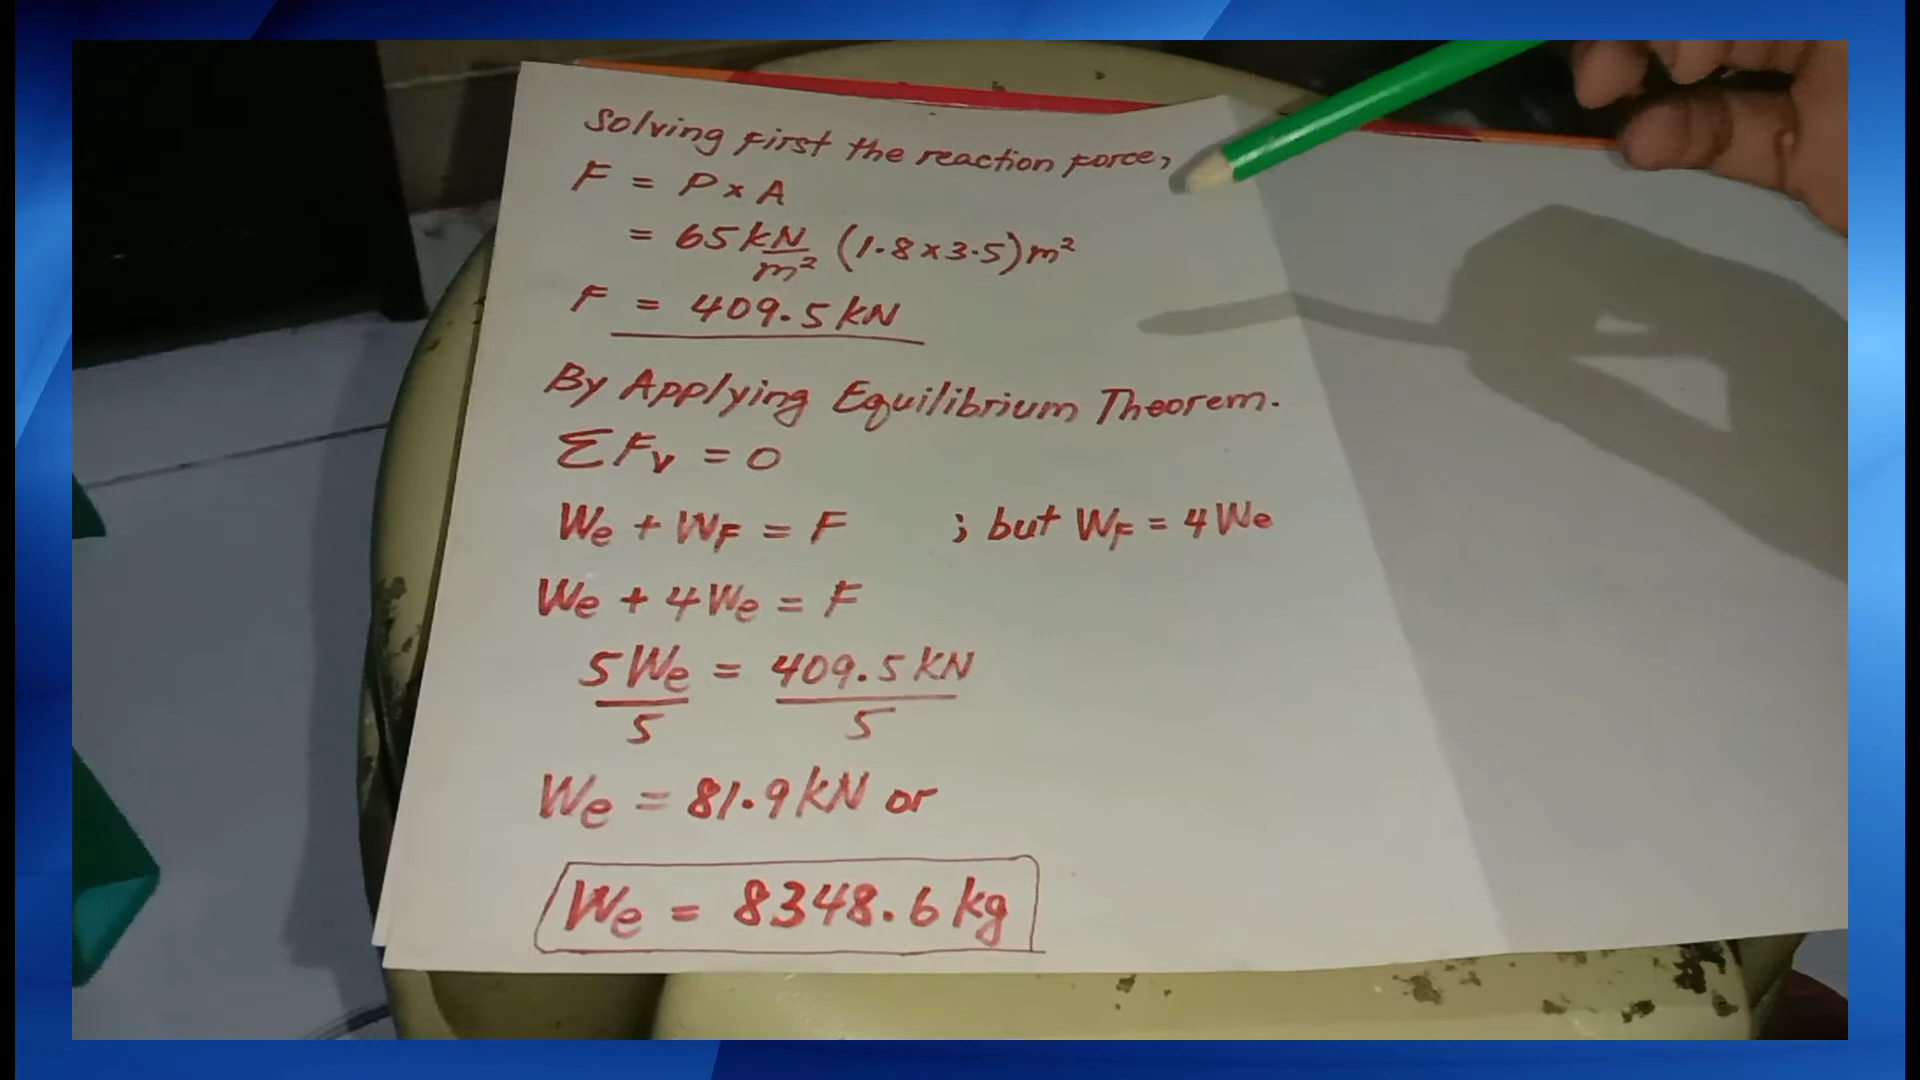 Solving first the reaction force,
F = P x A
= 65 kN/m² (1.8 x 3.5) m²
F = 409.5 kN
By Applying Equilibrium Theorem.
ΣFv = 0
We + WF = F ; but WF = 4We
We + 4We = F
5We/5 = 409.5 kN/5
We = 81.9 kN or
We = 8348.6 kg